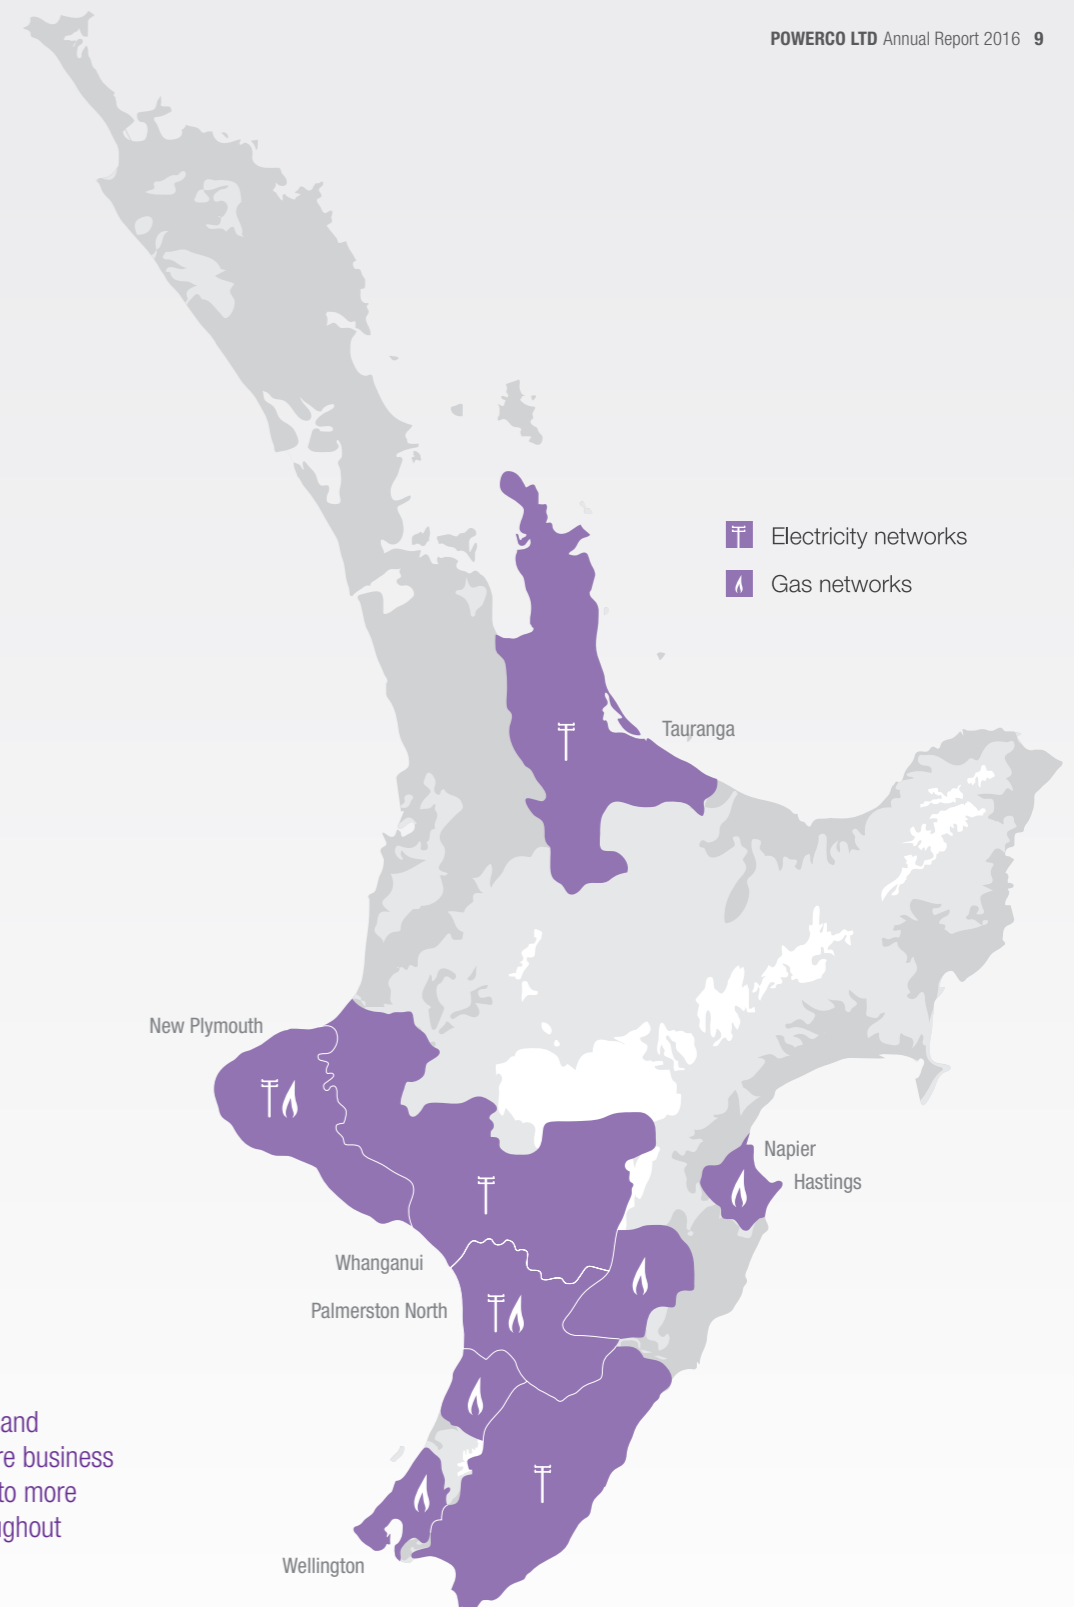 POWERCO LTD Annual Report 2016 9
Electricity networks
Gas networks
Tauranga
New Plymouth
Napier
Hastings
Whanganui
Palmerston North
and
re business
to more
ghout
Wellington